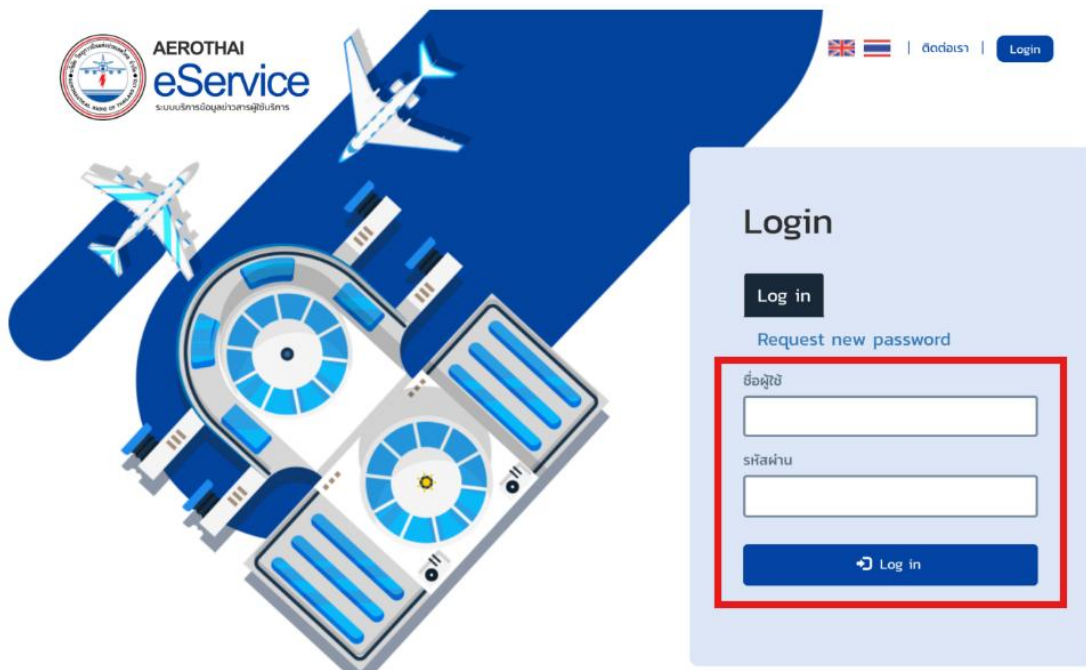 AEROTHAI
eService
ระบบบริการข้อมูลข่าวสารผู้ใช้บริการ
| ติดต่อเรา | Login
Login
Log in
Request new password
ชื่อผู้ใช้
รหัสผ่าน
Log in